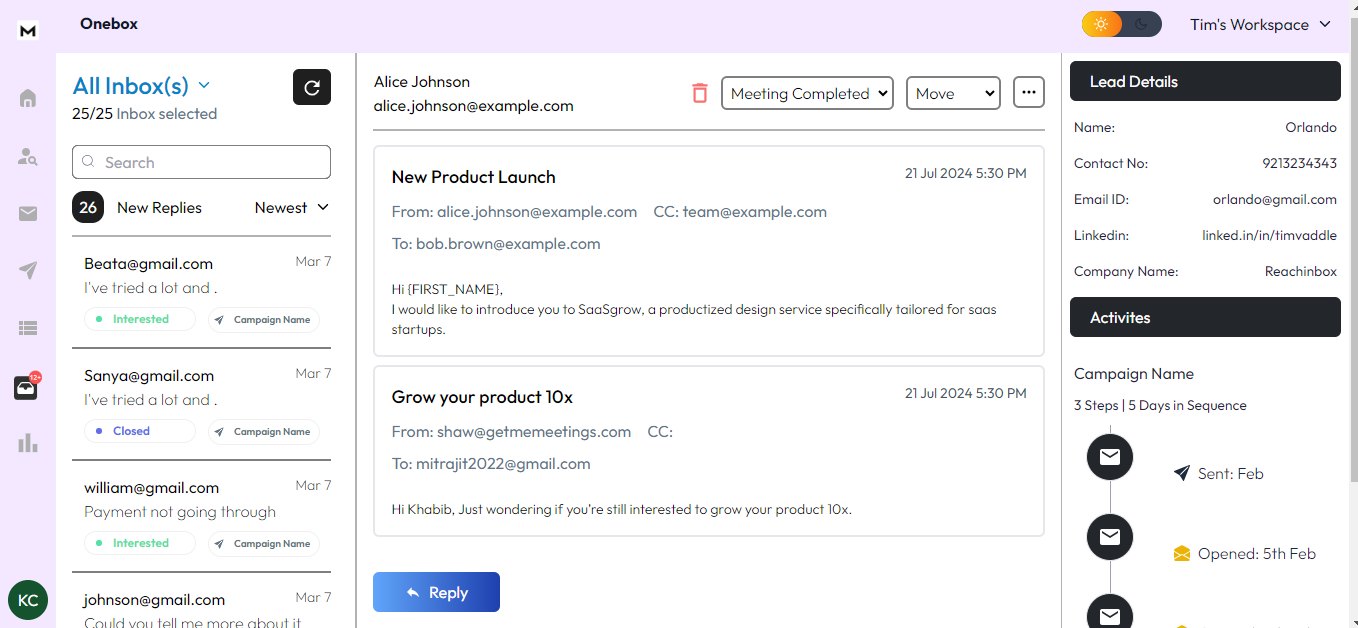 M
Onebox
Tim's Workspace
All Inbox(s)
25/25 Inbox selected
Search
26 New Replies Newest
Beata@gmail.com Mar 7
I've tried a lot and .
Interested Campaign Name
Sanya@gmail.com Mar 7
I've tried a lot and .
Closed Campaign Name
william@gmail.com Mar 7
Payment not going through
Interested Campaign Name
johnson@gmail.com Mar 7
Could you tell me more about it
12+
KC
Alice Johnson
alice.johnson@example.com
Meeting Completed Move ...
New Product Launch 21 Jul 2024 5:30 PM
From: alice.johnson@example.com CC: team@example.com
To: bob.brown@example.com
Hi {FIRST_NAME},
I would like to introduce you to SaaSgrow, a productized design service specifically tailored for saas
startups.
Grow your product 10x 21 Jul 2024 5:30 PM
From: shaw@getmemeetings.com CC:
To: mitrajit2022@gmail.com
Hi Khabib, Just wondering if you're still interested to grow your product 10x.
Reply
Lead Details
Name: Orlando
Contact No: 9213234343
Email ID: orlando@gmail.com
Linkedin: linked.in/in/timvaddle
Company Name: Reachinbox
Activites
Campaign Name
3 Steps | 5 Days in Sequence
Sent: Feb
Opened: 5th Feb